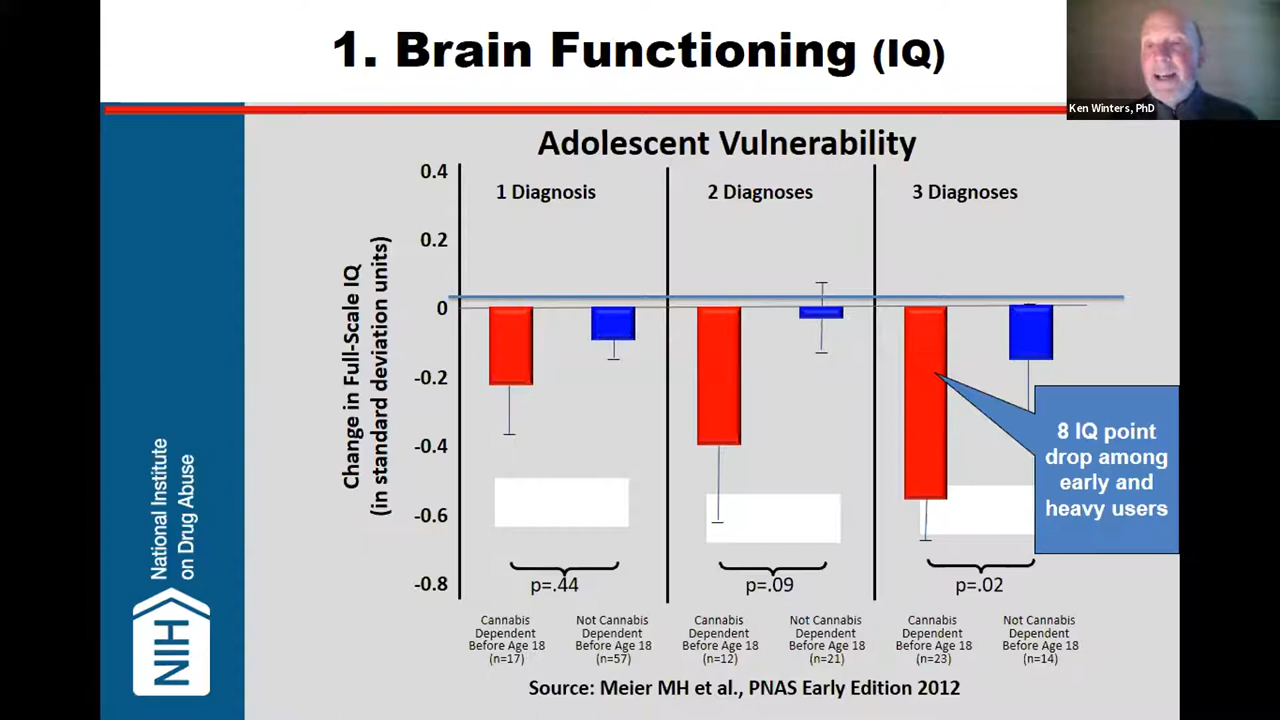 1. Brain Functioning (IQ)
Ken Winters, PhD
Adolescent Vulnerability
1 Diagnosis
2 Diagnoses
3 Diagnoses
Change in Full-Scale IQ
(in standard deviation units)
0.4
0.2
0
-0.2
-0.4
-0.6
-0.8
8 IQ point
drop among
early and
heavy users
p=.44
p=.09
p=.02
Cannabis
Dependent
Before Age 18
(n=17)
Not Cannabis
Dependent
Before Age 18
(n=57)
Cannabis
Dependent
Before Age 18
(n=12)
Not Cannabis
Dependent
Before Age 18
(n=21)
Cannabis
Dependent
Before Age 18
(n=23)
Not Cannabis
Dependent
Before Age 18
(n=14)
Source: Meier MH et al., PNAS Early Edition 2012
National Institute
on Drug Abuse
NIH